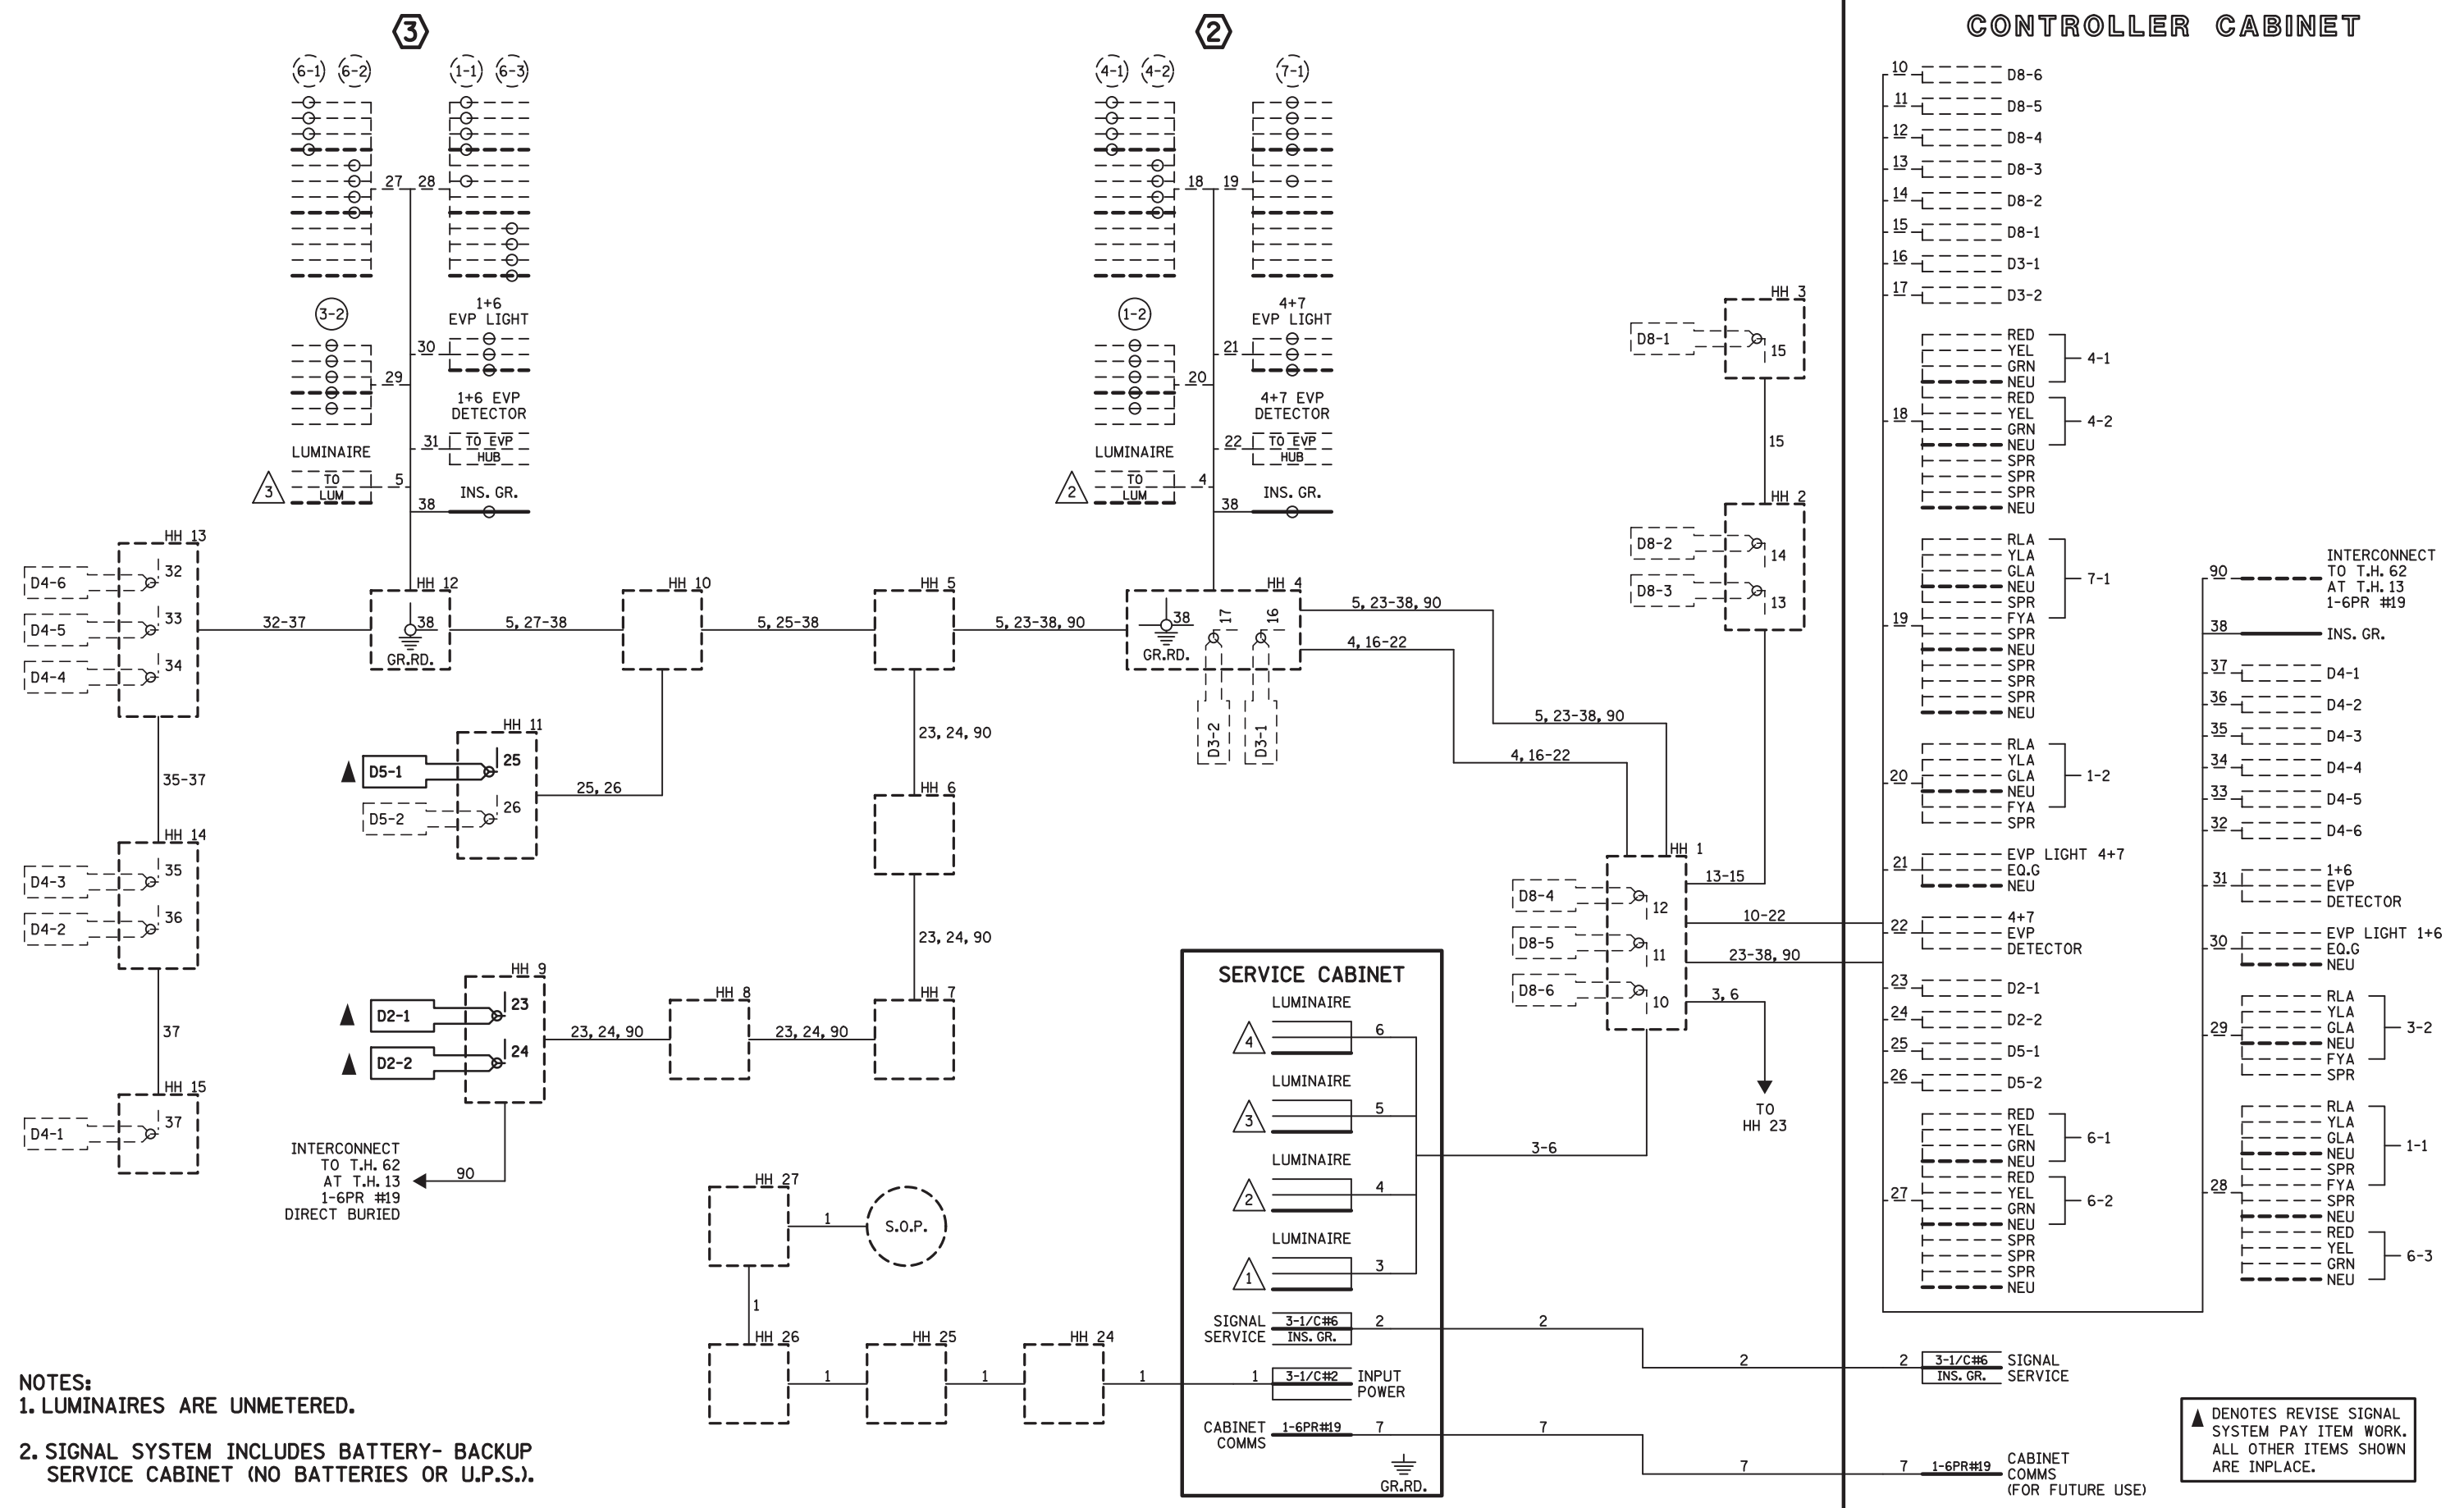 3
6-1 6-2 1-1 6-3
27 28
3-2
1+6
EVP LIGHT
30
29
1+6 EVP
DETECTOR
31 TO EVP
HUB
LUMINAIRE
3 TO 5
LUM
INS. GR.
38
2
4-1 4-2 7-1
18 19
1-2
4+7
EVP LIGHT
21
20
4+7 EVP
DETECTOR
22 TO EVP
HUB
LUMINAIRE
2 TO 4
LUM
INS. GR.
38
HH 13
D4-6 32
D4-5 33
D4-4 34
32-37
HH 12
38
GR.RD.
5, 27-38
HH 10
5, 25-38
HH 5
5, 23-38, 90
HH 4
38 17 16
GR.RD.
D3-2 D3-1
5, 23-38, 90
4, 16-22
5, 23-38, 90
4, 16-22
HH 3
D8-1 15
15
HH 2
D8-2 14
D8-3 13
HH 11
D5-1 25
D5-2 26
25, 26
23, 24, 90
HH 6
23, 24, 90
35-37
HH 14
D4-3 35
D4-2 36
37
HH 15
D4-1 37
HH 9
D2-1 23
D2-2 24
23, 24, 90
HH 8
23, 24, 90
HH 7
INTERCONNECT
TO T.H. 62
AT T.H. 13
1-6PR #19
DIRECT BURIED
90
HH 1
D8-4 12
D8-5 11
D8-6 10
13-15
10-22
23-38, 90
3, 6
TO
HH 23
3-6
HH 27
1
S.O.P.
1
HH 26
1
HH 25
1
HH 24
1
SERVICE CABINET
LUMINAIRE
4 6
LUMINAIRE
3 5
LUMINAIRE
2 4
LUMINAIRE
1 3
SIGNAL
SERVICE
3-1/C#6
INS. GR.
2
2
2
1 3-1/C#2 INPUT
POWER
CABINET
COMMS
1-6PR#19
7
7
7
GR.RD.
CONTROLLER CABINET
10 D8-6
11 D8-5
12 D8-4
13 D8-3
14 D8-2
15 D8-1
16 D3-1
17 D3-2
18
RED
YEL
GRN
NEU
4-1
RED
YEL
GRN
NEU
4-2
SPR
SPR
SPR
NEU
19
RLA
YLA
GLA
NEU
SPR
FYA
7-1
SPR
NEU
SPR
SPR
SPR
NEU
20
RLA
YLA
GLA
NEU
FYA
1-2
SPR
21
EVP LIGHT 4+7
EQ.G
NEU
22
4+7
EVP
DETECTOR
23 D2-1
24 D2-2
25 D5-1
26 D5-2
27
RED
YEL
GRN
NEU
6-1
RED
YEL
GRN
NEU
6-2
SPR
SPR
SPR
NEU
2 3-1/C#6 SIGNAL
INS. GR. SERVICE
7 1-6PR#19
CABINET
COMMS
(FOR FUTURE USE)
90
INTERCONNECT
TO T.H. 62
AT T.H. 13
1-6PR #19
38 INS. GR.
37 D4-1
36 D4-2
35 D4-3
34 D4-4
33 D4-5
32 D4-6
31
1+6
EVP
DETECTOR
30
EVP LIGHT 1+6
EQ.G
NEU
29
RLA
YLA
GLA
NEU
FYA
3-2
SPR
28
RLA
YLA
GLA
NEU
SPR
FYA
1-1
SPR
NEU
RED
YEL
GRN
NEU
6-3
NOTES:
1. LUMINAIRES ARE UNMETERED.
2. SIGNAL SYSTEM INCLUDES BATTERY- BACKUP
SERVICE CABINET (NO BATTERIES OR U.P.S.).
DENOTES REVISE SIGNAL
SYSTEM PAY ITEM WORK.
ALL OTHER ITEMS SHOWN
ARE INPLACE.